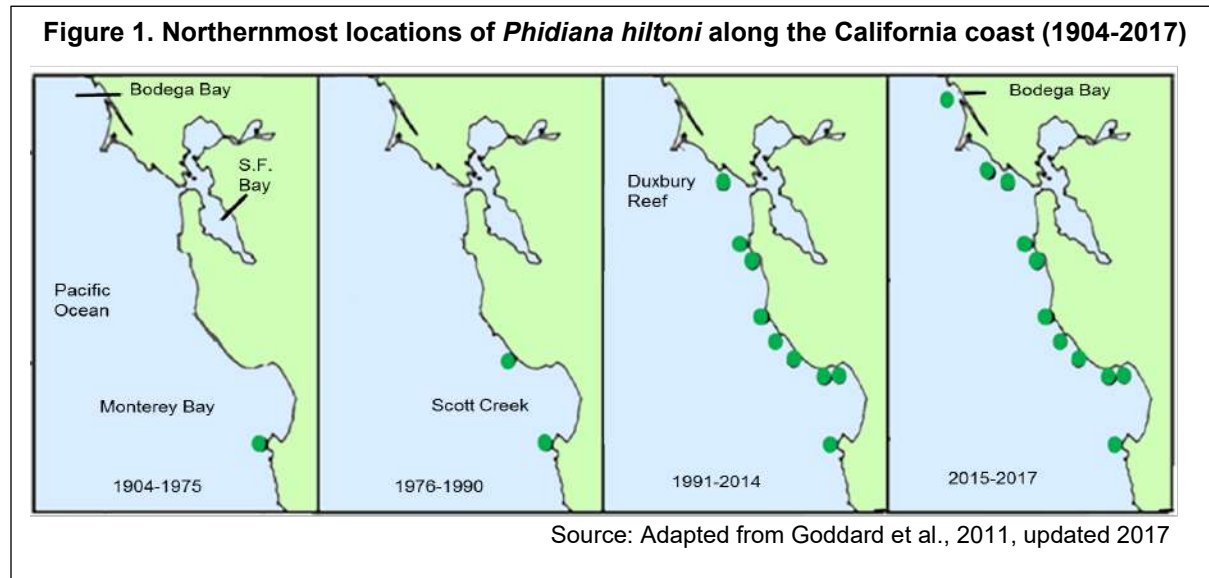 Figure 1. Northernmost locations of Phidiana hiltoni along the California coast (1904-2017)
Bodega Bay
S.F.
Bay
Pacific
Ocean
Monterey Bay
1904-1975
Scott Creek
1976-1990
Duxbury
Reef
1991-2014
Bodega Bay
2015-2017
Source: Adapted from Goddard et al., 2011, updated 2017